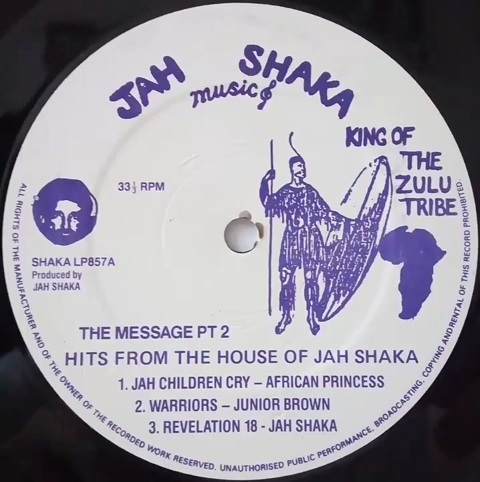 JAH SHAKA
music
KING OF
THE
ZULU
TRIBE
33⅓ RPM
SHAKA LP857A
Produced by
JAH SHAKA
THE MESSAGE PT 2
HITS FROM THE HOUSE OF JAH SHAKA
1. JAH CHILDREN CRY – AFRICAN PRINCESS
2. WARRIORS – JUNIOR BROWN
3. REVELATION 18 - JAH SHAKA
ALL RIGHTS OF THE MANUFACTURER AND OF THE OWNER OF THE RECORDED WORK RESERVED. UNAUTHORISED PUBLIC PERFORMANCE, BROADCASTING, COPYING AND RENTAL OF THIS RECORD PROHIBITED.